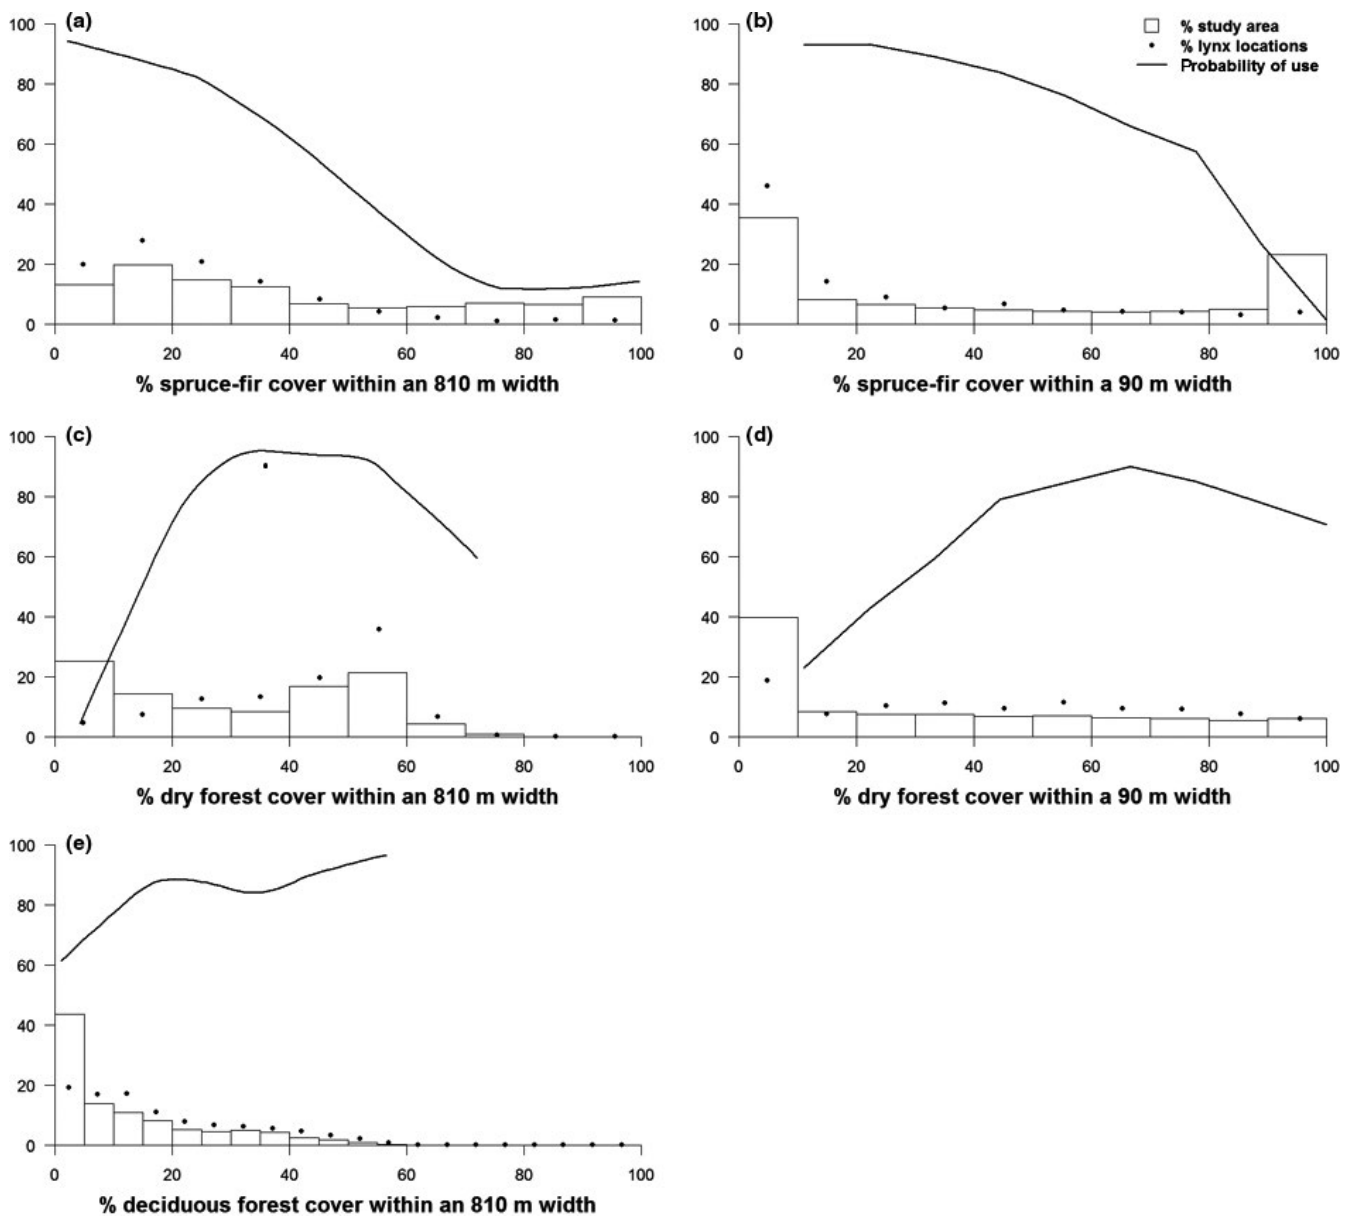 (a)
100
80
60
40
20
0
0 20 40 60 80 100
% spruce-fir cover within an 810 m width
(b)
% study area
% lynx locations
Probability of use
100
80
60
40
20
0
0 20 40 60 80 100
% spruce-fir cover within a 90 m width
(c)
100
80
60
40
20
0
0 20 40 60 80 100
% dry forest cover within an 810 m width
(d)
100
80
60
40
20
0
0 20 40 60 80 100
% dry forest cover within a 90 m width
(e)
100
80
60
40
20
0
0 20 40 60 80 100
% deciduous forest cover within an 810 m width